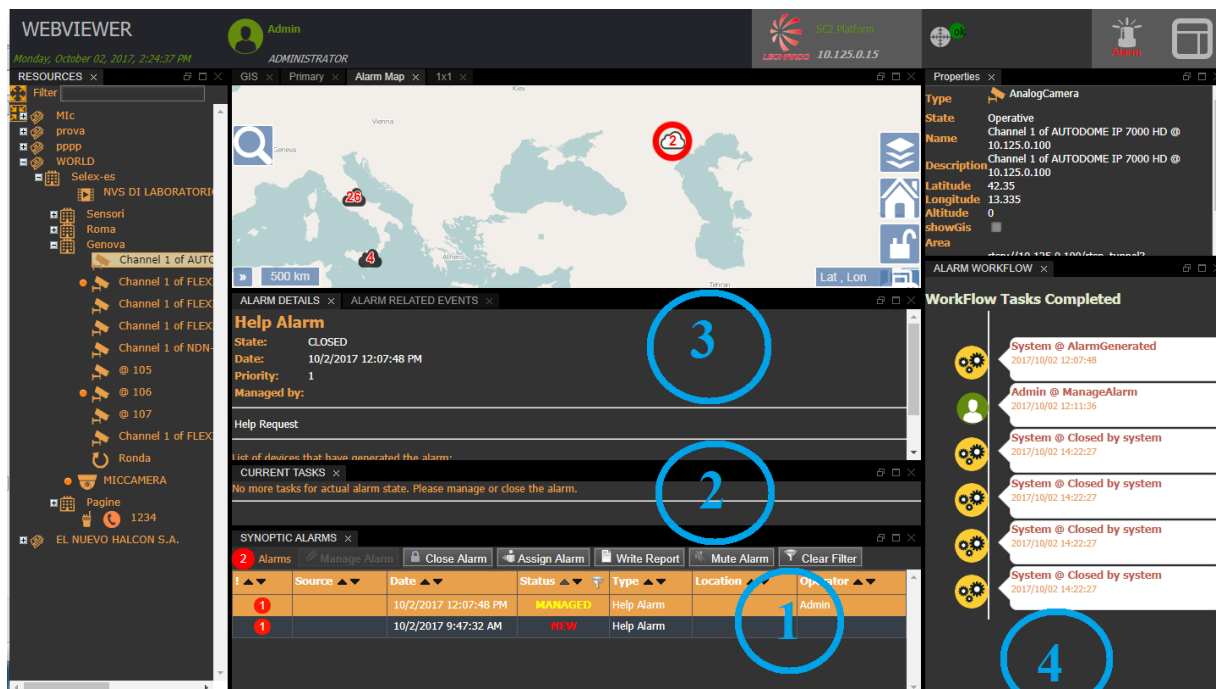 WEBVIEWER
Monday, October 02, 2017, 2:24:37 PM
Admin
ADMINISTRATOR
LEONARDO
SC2 Platform
10.125.0.15
ok
Alarm
RESOURCES ×
Filter
MIc
prova
pppp
WORLD
Selex-es
NVS DI LABORATORI
Sensori
Roma
Genova
Channel 1 of AUTO
Channel 1 of FLEX
Channel 1 of FLEX
Channel 1 of FLEX
Channel 1 of NDN-
@ 105
@ 106
@ 107
Channel 1 of FLEX
Ronda
MICCAMERA
Pagine
1234
EL NUEVO HALCON S.A.
GIS × Primary × Alarm Map × 1x1 ×
Kiev
Vienna
Geneva
2
26
4
Athens
Tehran
» 500 km
Lat , Lon
ALARM DETAILS × ALARM RELATED EVENTS ×
Help Alarm
State: CLOSED
Date: 10/2/2017 12:07:48 PM
Priority: 1
Managed by:
Help Request
List of devices that have generated the alarm:
3
CURRENT TASKS ×
No more tasks for actual alarm state. Please manage or close the alarm.
2
SYNOPTIC ALARMS ×
2 Alarms Manage Alarm Close Alarm Assign Alarm Write Report Mute Alarm Clear Filter
! Source Date Status Type Location Operator
1 10/2/2017 12:07:48 PM MANAGED Help Alarm Admin
1 10/2/2017 9:47:32 AM NEW Help Alarm
1
Properties ×
Type AnalogCamera
State Operative
Name Channel 1 of AUTODOME IP 7000 HD @
10.125.0.100
Description Channel 1 of AUTODOME IP 7000 HD @
10.125.0.100
Latitude 42.35
Longitude 13.335
Altitude 0
showGis
Area
rtsp://10.125.0.100/rtsp_tunnel?
ALARM WORKFLOW ×
WorkFlow Tasks Completed
System @ AlarmGenerated
2017/10/02 12:07:48
Admin @ ManageAlarm
2017/10/02 12:11:36
System @ Closed by system
2017/10/02 14:22:27
System @ Closed by system
2017/10/02 14:22:27
System @ Closed by system
2017/10/02 14:22:27
System @ Closed by system
2017/10/02 14:22:27
4